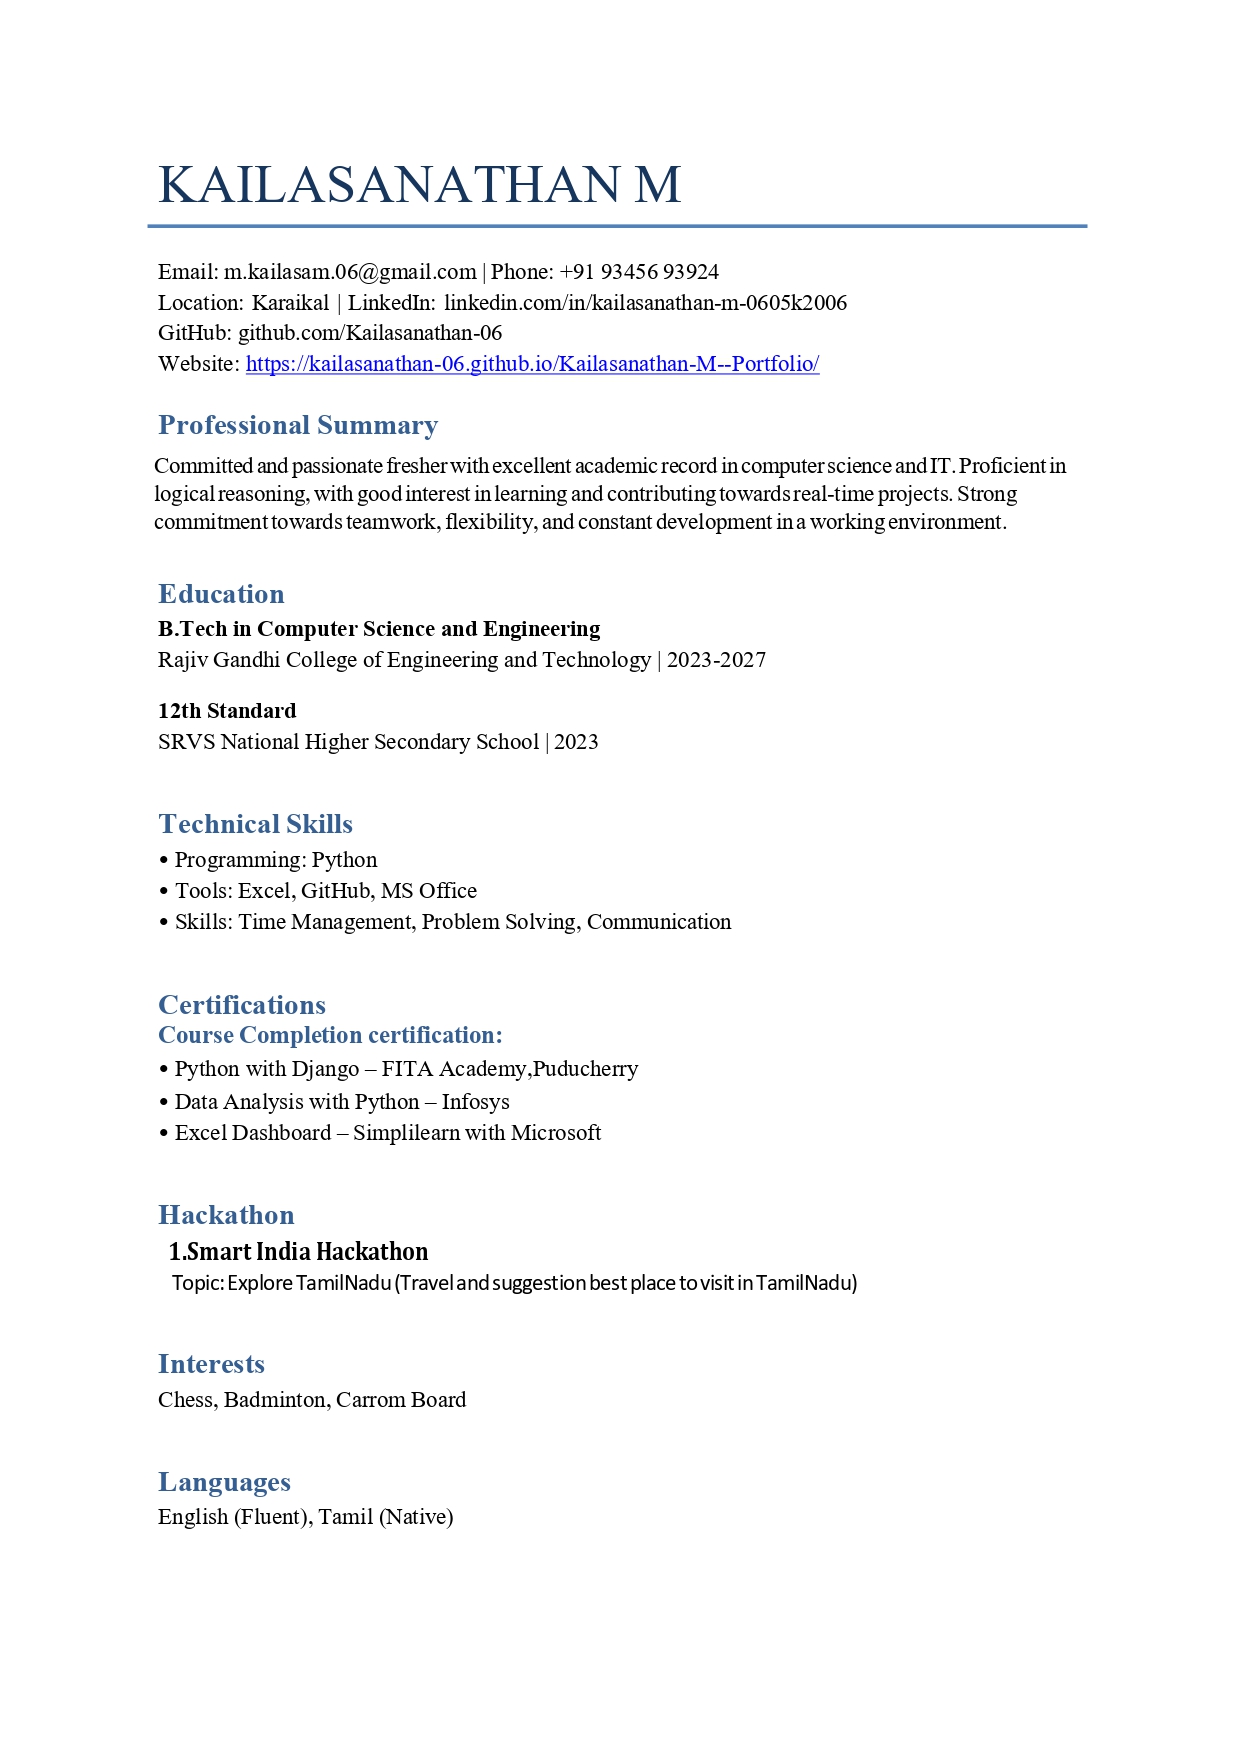 KAILASANATHAN M
Email: m.kailasam.06@gmail.com | Phone: +91 93456 93924
Location: Karaikal | LinkedIn: linkedin.com/in/kailasanathan-m-0605k2006
GitHub: github.com/Kailasanathan-06
Website: https://kailasanathan-06.github.io/Kailasanathan-M--Portfolio/
Professional Summary
Committed and passionate fresher with excellent academic record in computer science and IT. Proficient in
logical reasoning, with good interest in learning and contributing towards real-time projects. Strong
commitment towards teamwork, flexibility, and constant development in a working environment.
Education
B.Tech in Computer Science and Engineering
Rajiv Gandhi College of Engineering and Technology | 2023-2027
12th Standard
SRVS National Higher Secondary School | 2023
Technical Skills
• Programming: Python
• Tools: Excel, GitHub, MS Office
• Skills: Time Management, Problem Solving, Communication
Certifications
Course Completion certification:
• Python with Django – FITA Academy,Puducherry
• Data Analysis with Python – Infosys
• Excel Dashboard – Simplilearn with Microsoft
Hackathon
1.Smart India Hackathon
Topic: Explore TamilNadu (Travel and suggestion best place to visit in TamilNadu)
Interests
Chess, Badminton, Carrom Board
Languages
English (Fluent), Tamil (Native)